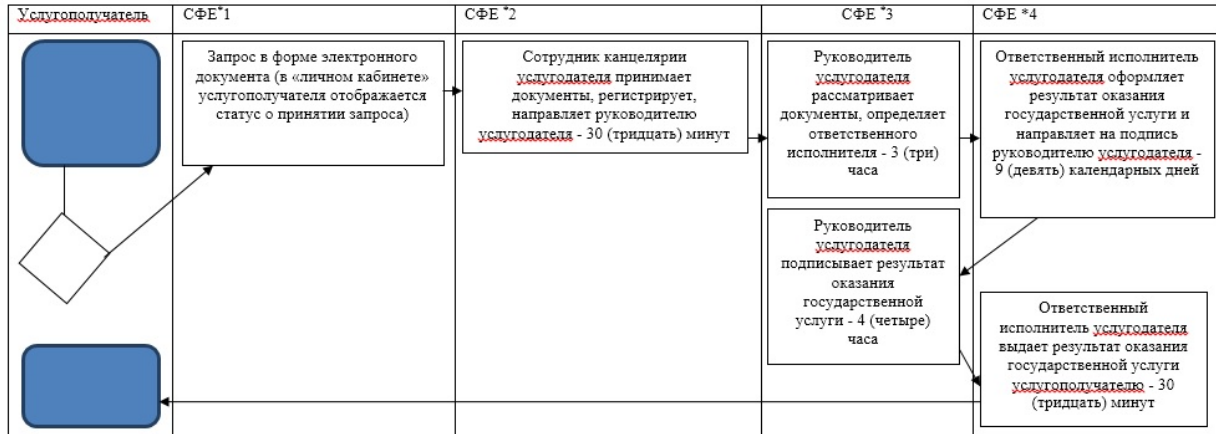 Услугополучатель
СФЕ*1
СФЕ *2
СФЕ *3
СФЕ *4
Запрос в форме электронного
документа (в «личном кабинете»
услугополучателя отображается
статус о принятии запроса)
Сотрудник канцелярии
услугодателя принимает
документы, регистрирует,
направляет руководителю
услугодателя - 30 (тридцать) минут
Руководитель
услугодателя
рассматривает
документы, определяет
ответственного
исполнителя - 3 (три)
часа
Ответственный исполнитель
услугодателя оформляет
результат оказания
государственной услуги и
направляет на подпись
руководителю услугодателя -
9 (девять) календарных дней
Руководитель
услугодателя
подписывает результат
оказания
государственной
услуги - 4 (четыре)
часа
Ответственный
исполнитель услугодателя
выдает результат оказания
государственной услуги
услугополучателю - 30
(тридцать) минут